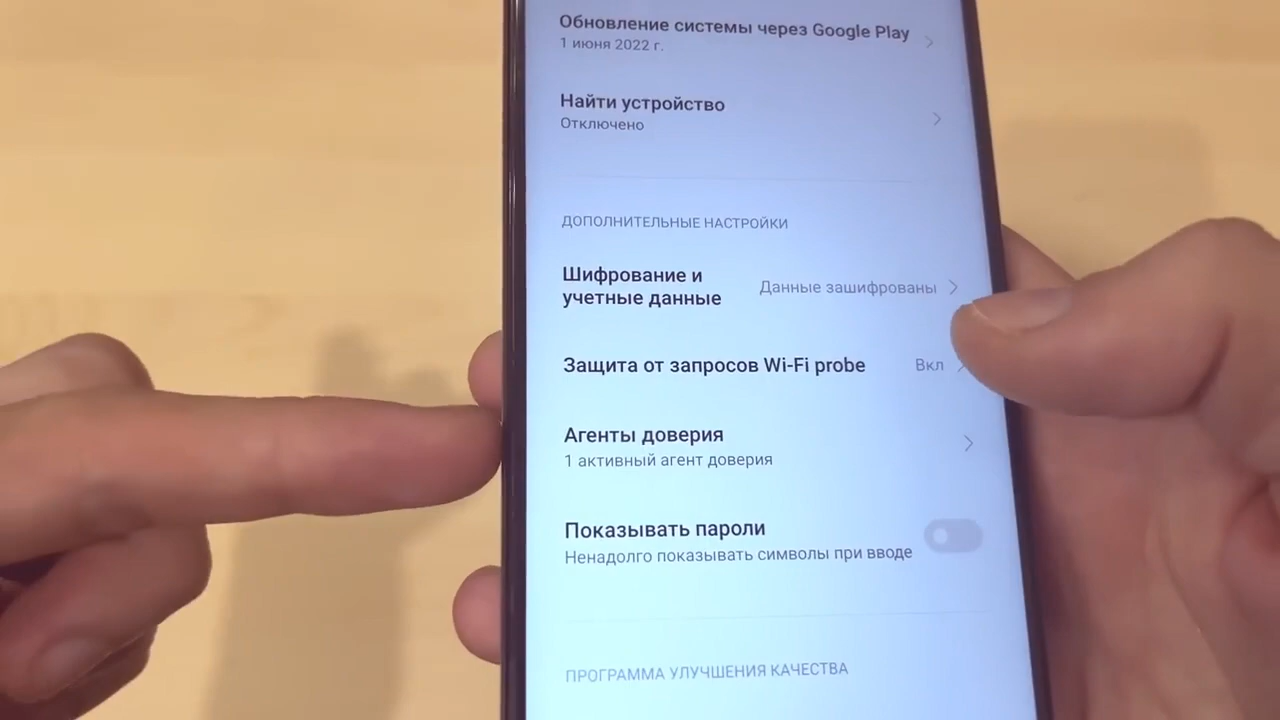 Обновление системы через Google Play
1 июня 2022 г.
Найти устройство
Отключено
ДОПОЛНИТЕЛЬНЫЕ НАСТРОЙКИ
Шифрование и
учетные данные
Данные зашифрованы
Защита от запросов Wi-Fi probe
Вкл
Агенты доверия
1 активный агент доверия
Показывать пароли
Ненадолго показывать символы при вводе
ПРОГРАММА УЛУЧШЕНИЯ КАЧЕСТВА